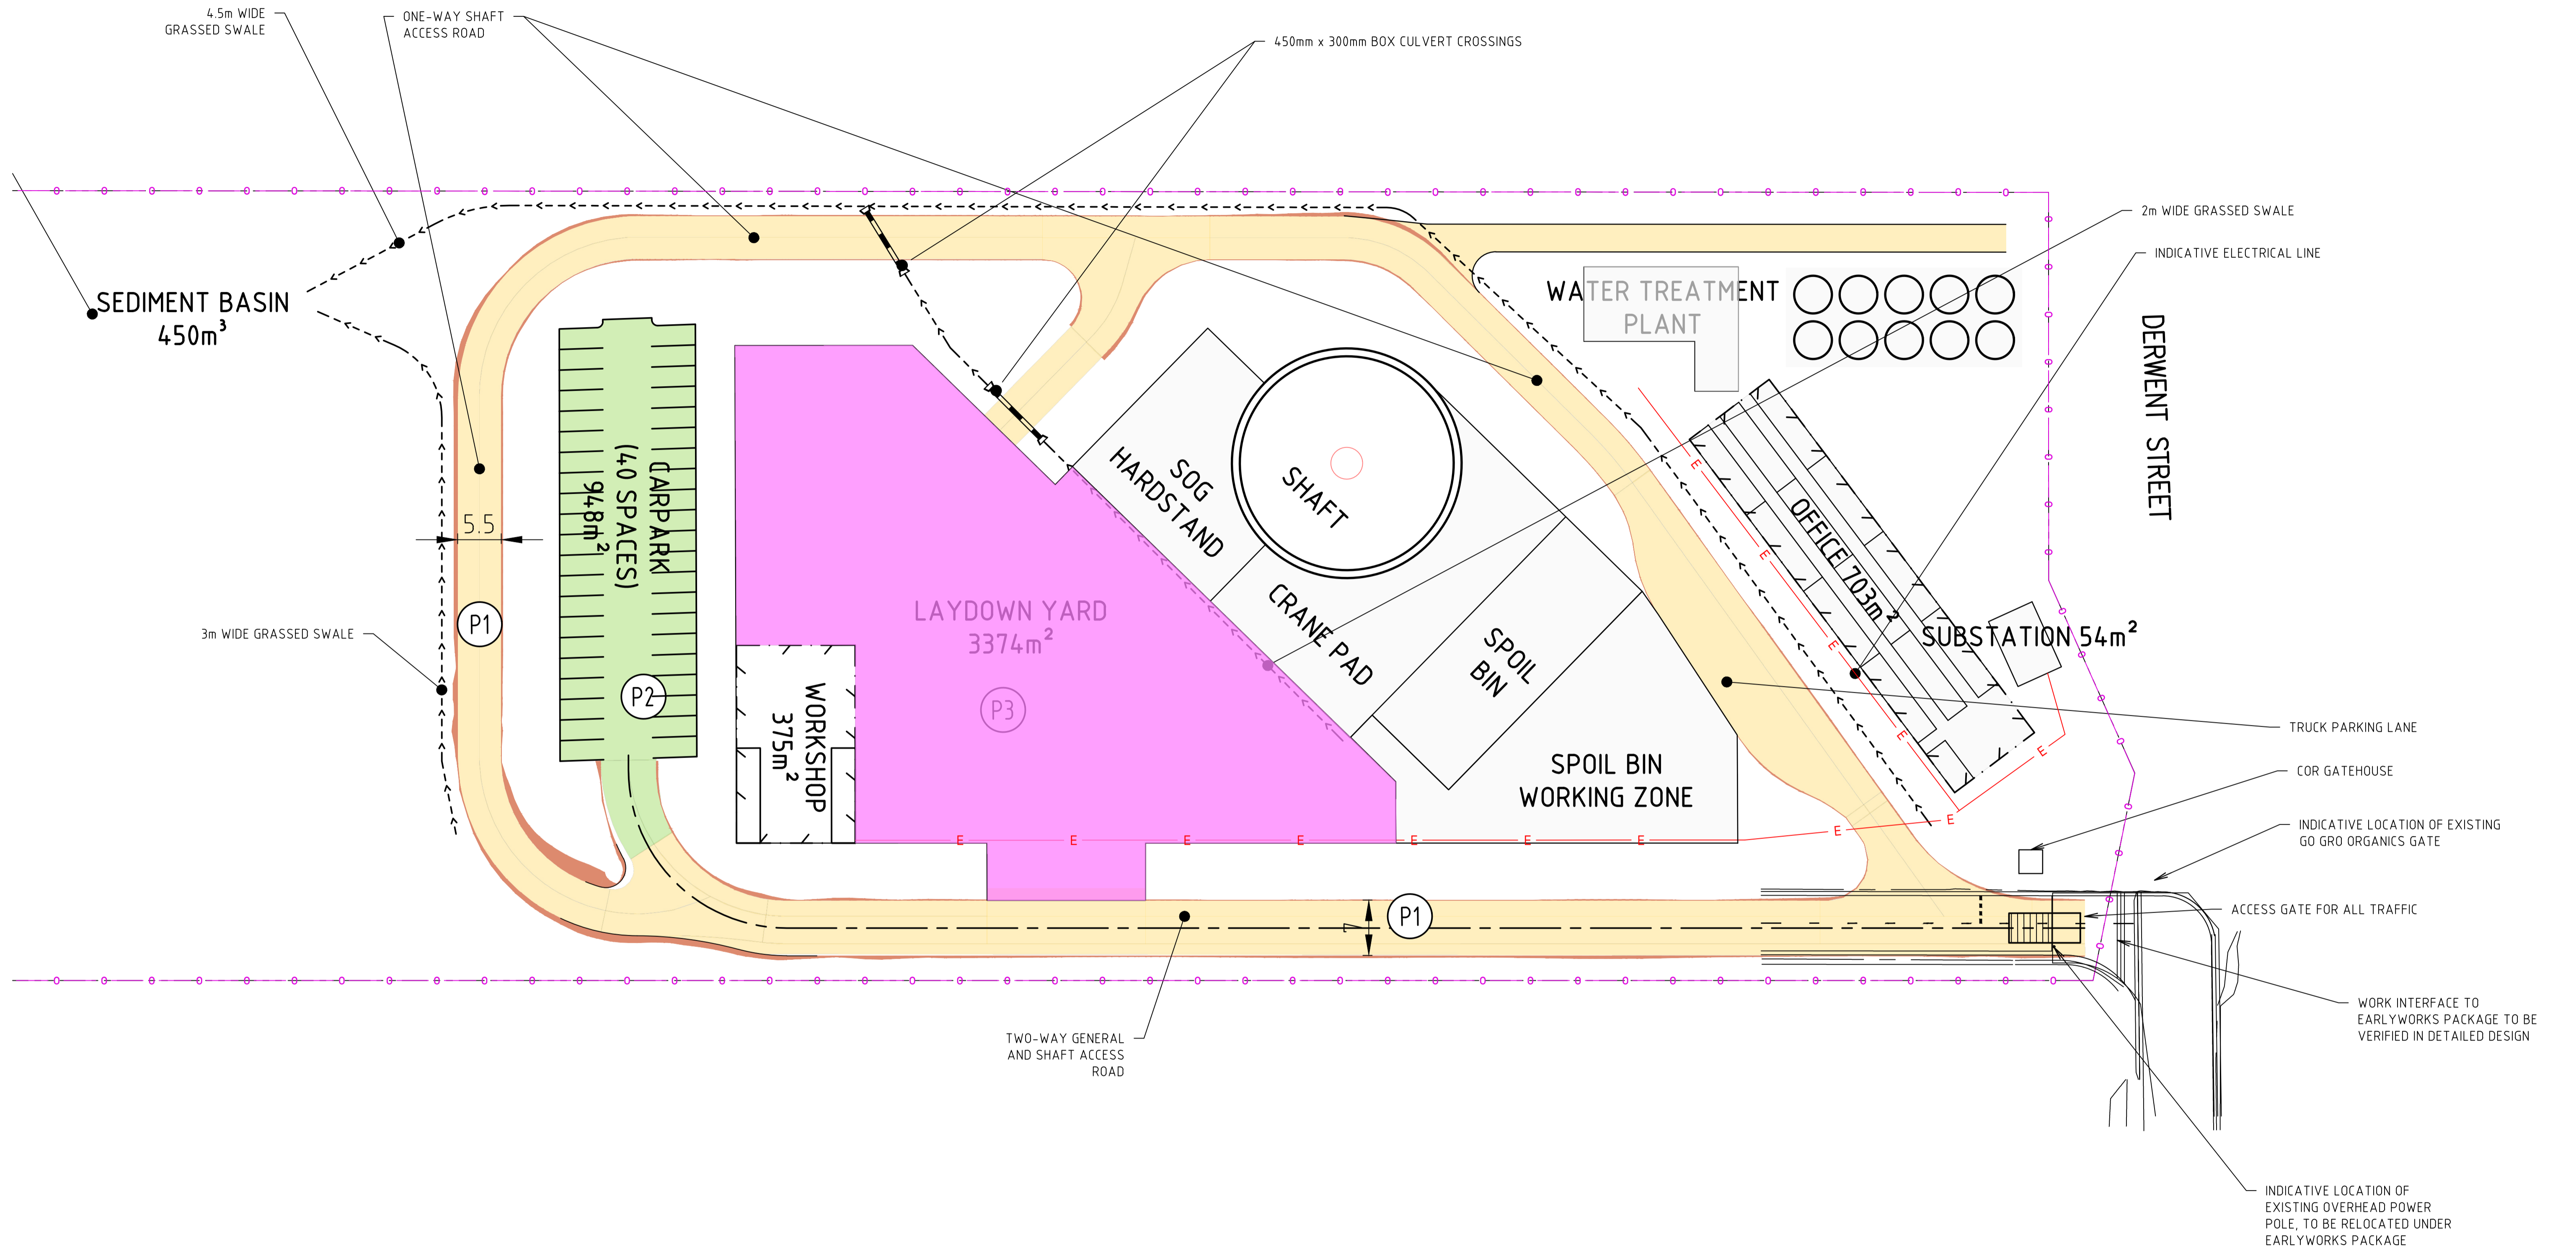 4.5m WIDE
GRASSED SWALE
ONE-WAY SHAFT
ACCESS ROAD
450mm x 300mm BOX CULVERT CROSSINGS
2m WIDE GRASSED SWALE
INDICATIVE ELECTRICAL LINE
SEDIMENT BASIN
450m³
WATER TREATMENT
PLANT
DERWENT STREET
CARPARK
(40 SPACES)
948m²
5.5
P1
3m WIDE GRASSED SWALE
P2
LAYDOWN YARD
3374m²
P3
WORKSHOP
375m²
SOG
HARDSTAND
SHAFT
CRANE PAD
SPOIL
BIN
SPOIL BIN
WORKING ZONE
OFFICE 703m²
SUBSTATION 54m²
E E E E
E E E E E E E E E E
TRUCK PARKING LANE
COR GATEHOUSE
INDICATIVE LOCATION OF EXISTING
GO GRO ORGANICS GATE
ACCESS GATE FOR ALL TRAFFIC
7
P1
WORK INTERFACE TO
EARLYWORKS PACKAGE TO BE
VERIFIED IN DETAILED DESIGN
TWO-WAY GENERAL
AND SHAFT ACCESS
ROAD
INDICATIVE LOCATION OF
EXISTING OVERHEAD POWER
POLE, TO BE RELOCATED UNDER
EARLYWORKS PACKAGE